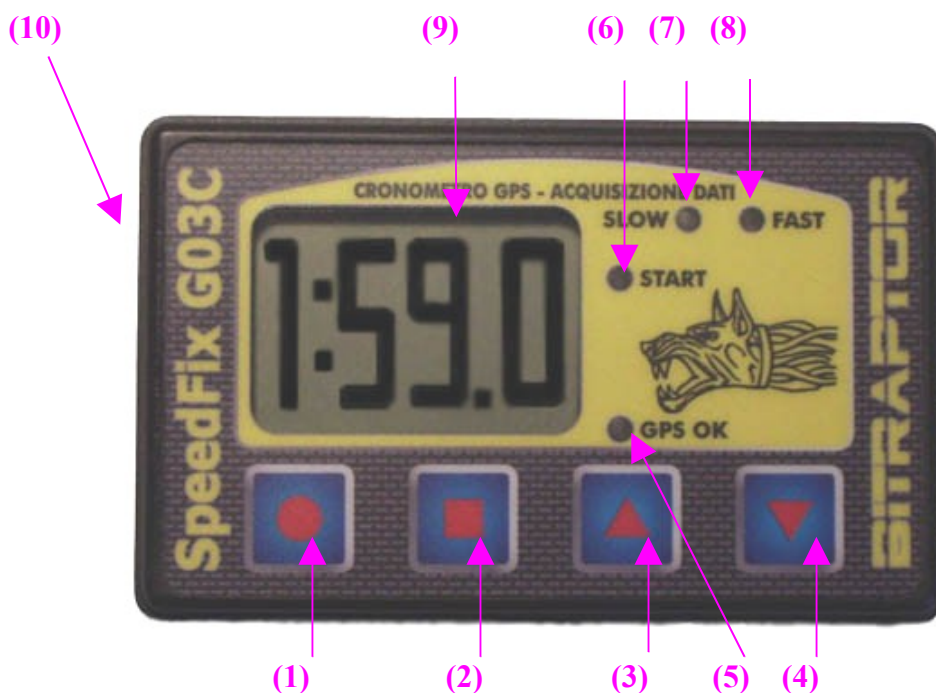 (10) (9) (6) (7) (8)
SpeedFix G03C
CRONOMETRO GPS - ACQUISIZIONE DATI
SLOW FAST
START
1:59.0
GPS OK
BITRAPTOR
(1) (2) (3) (5) (4)